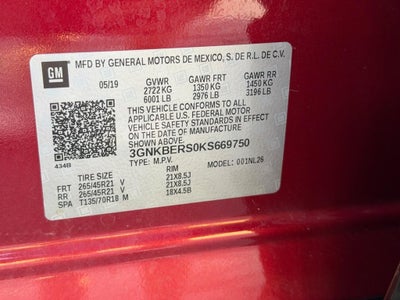 GM
MFD BY GENERAL MOTORS DE MEXICO, S. DE R.L. DE C.V.
05/19 GVWR GAWR FRT GAWR RR
2722 KG 1350 KG 1450 KG
6001 LB 2976 LB 3196 LB
THIS VEHICLE CONFORMS TO ALL
APPLICABLE U.S. FEDERAL MOTOR
VEHICLE SAFETY STANDARDS IN EFFECT
ON THE DATE OF MANUFACTURE
SHOWN ABOVE.
3GNKBERS0KS669750
TYPE: M.P.V. MODEL: 001NL26
434B
TIRE SIZE RIM
FRT 265/45R21 V 21X8.5J
RR 265/45R21 V 21X8.5J
SPA T135/70R18 M 18X4.5B